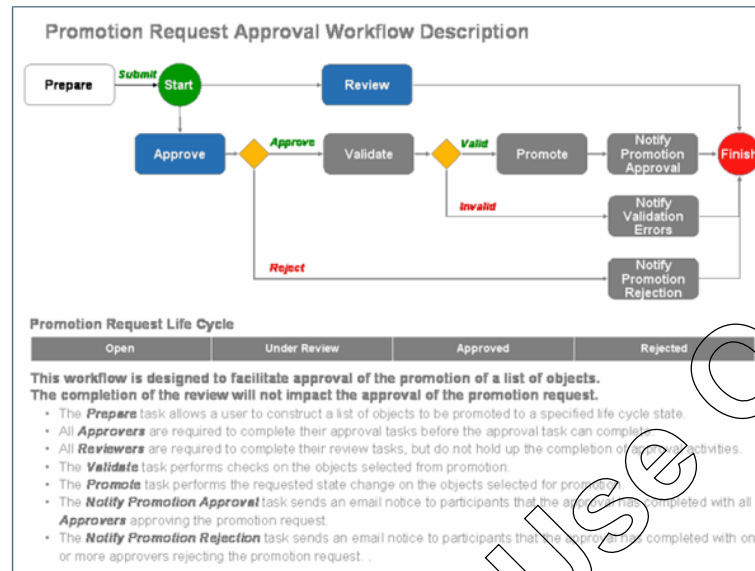 Promotion Request Approval Workflow Description
Prepare
Submit
Start
Review
Approve
Approve
Validate
Valid
Promote
Notify
Promotion
Approval
Finish
Invalid
Notify
Validation
Errors
Reject
Notify
Promotion
Rejection
Promotion Request Life Cycle
Open Under Review Approved Rejected
This workflow is designed to facilitate approval of the promotion of a list of objects.
The completion of the review will not impact the approval of the promotion request.
• The Prepare task allows a user to construct a list of objects to be promoted to a specified life cycle state.
• All Approvers are required to complete their approval tasks before the approval task can complete.
• All Reviewers are required to complete their review tasks, but do not hold up the completion of approval activities.
• The Validate task performs checks on the objects selected from promotion.
• The Promote task performs the requested state change on the objects selected for promotion.
• The Notify Promotion Approval task sends an email notice to participants that the approval has completed with all
Approvers approving the promotion request.
• The Notify Promotion Rejection task sends an email notice to participants that the approval has completed with on
or more approvers rejecting the promotion request. .
Use O